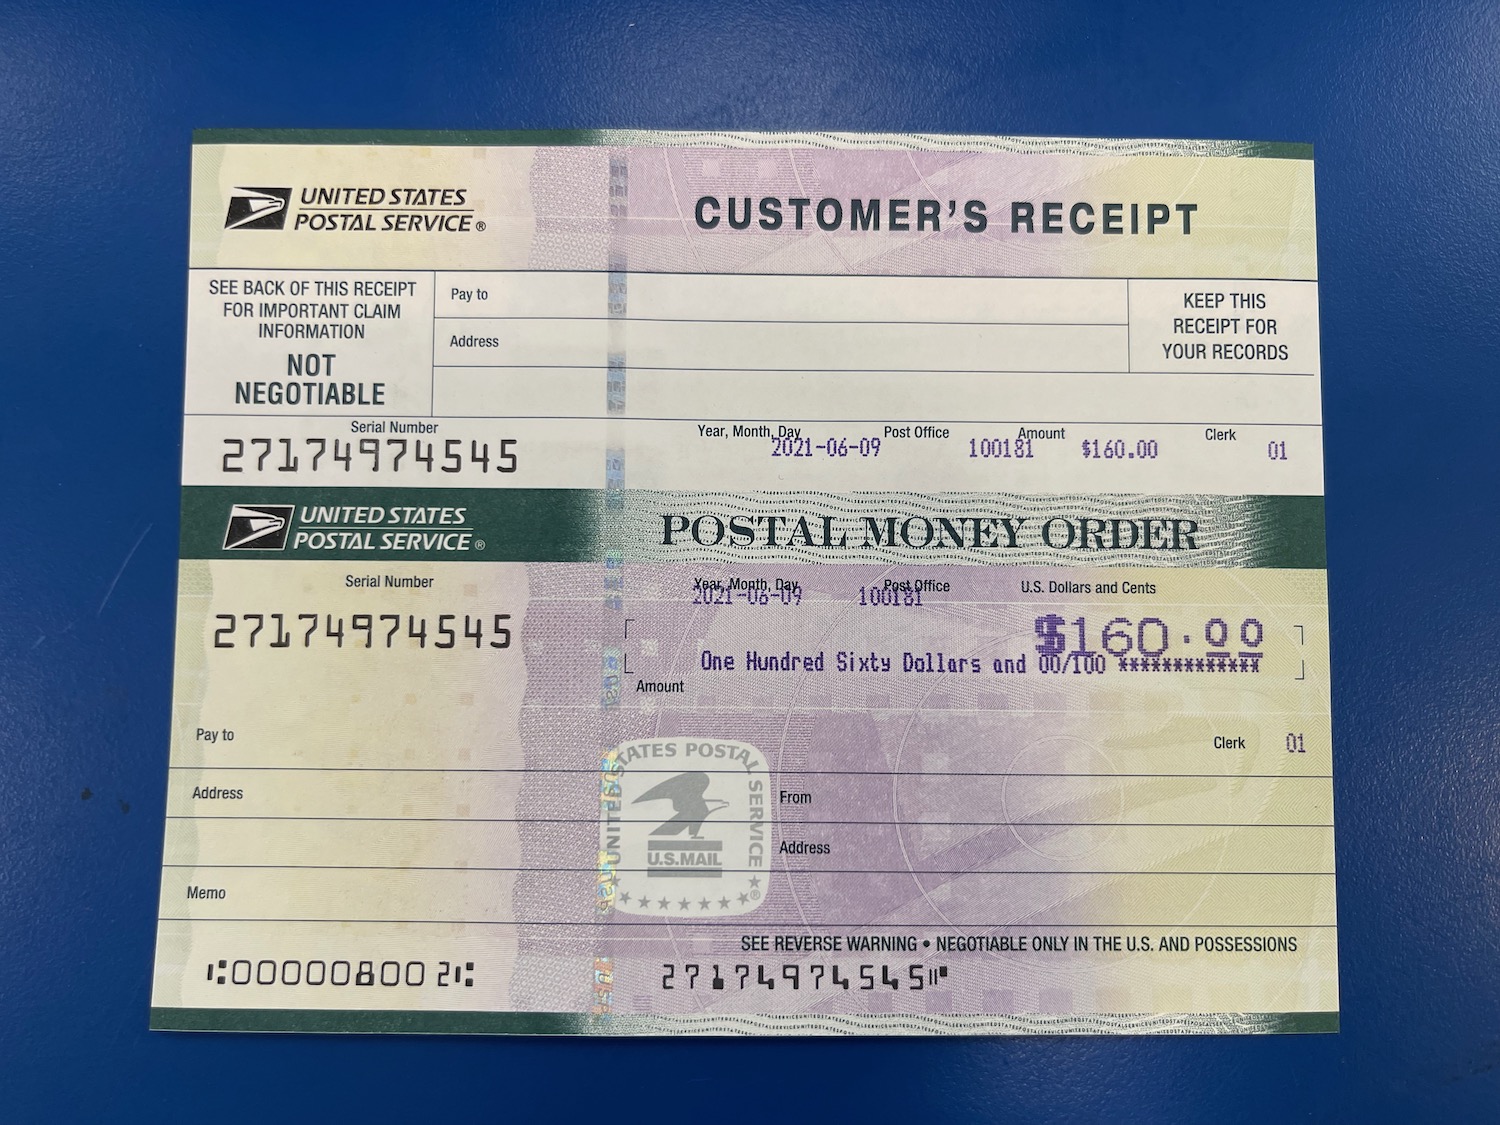 UNITED STATES
POSTAL SERVICE®
CUSTOMER'S RECEIPT
SEE BACK OF THIS RECEIPT
FOR IMPORTANT CLAIM
INFORMATION
NOT
NEGOTIABLE
Pay to
Address
KEEP THIS
RECEIPT FOR
YOUR RECORDS
Serial Number
27174974545
Year, Month, Day Post Office Amount Clerk
2021-06-09 100181 $160.00 01
UNITED STATES
POSTAL SERVICE®
POSTAL MONEY ORDER
Serial Number
27174974545
Year, Month, Day Post Office U.S. Dollars and Cents
2021-06-09 100181
$160.00
One Hundred Sixty Dollars and 00/100 *************
Amount
Pay to
Clerk 01
Address
Memo
UNITED STATES POSTAL SERVICE
U.S.MAIL
®
From
Address
SEE REVERSE WARNING • NEGOTIABLE ONLY IN THE U.S. AND POSSESSIONS
⑆000008002⑆ 27174974545⑈